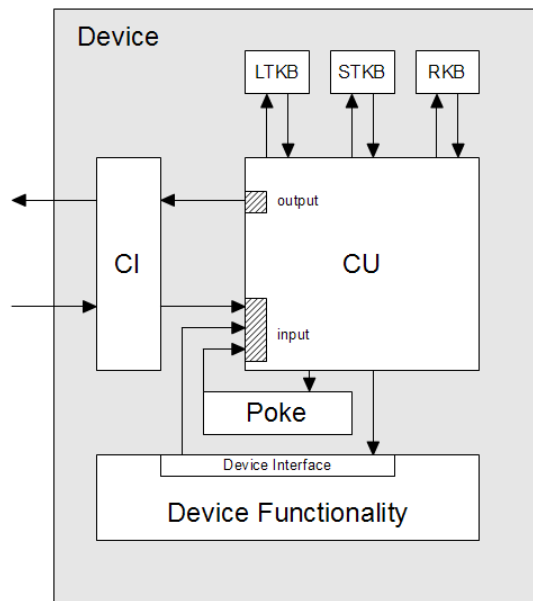 Device
LTKB
STKB
RKB
output
CI
CU
input
Poke
Device Interface
Device Functionality